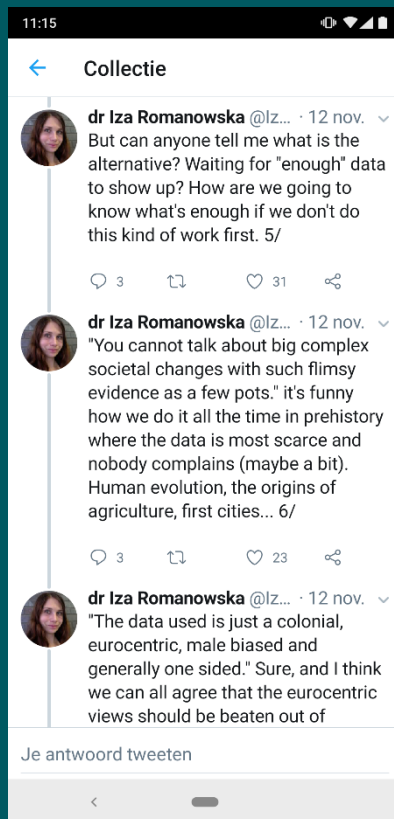 11:15
Collectie
dr Iza Romanowska @Iz... · 12 nov.
But can anyone tell me what is the
alternative? Waiting for "enough" data
to show up? How are we going to
know what's enough if we don't do
this kind of work first. 5/
3 31
dr Iza Romanowska @Iz... · 12 nov.
"You cannot talk about big complex
societal changes with such flimsy
evidence as a few pots." it's funny
how we do it all the time in prehistory
where the data is most scarce and
nobody complains (maybe a bit).
Human evolution, the origins of
agriculture, first cities... 6/
3 23
dr Iza Romanowska @Iz... · 12 nov.
"The data used is just a colonial,
eurocentric, male biased and
generally one sided." Sure, and I think
we can all agree that the eurocentric
views should be beaten out of
Je antwoord tweeten